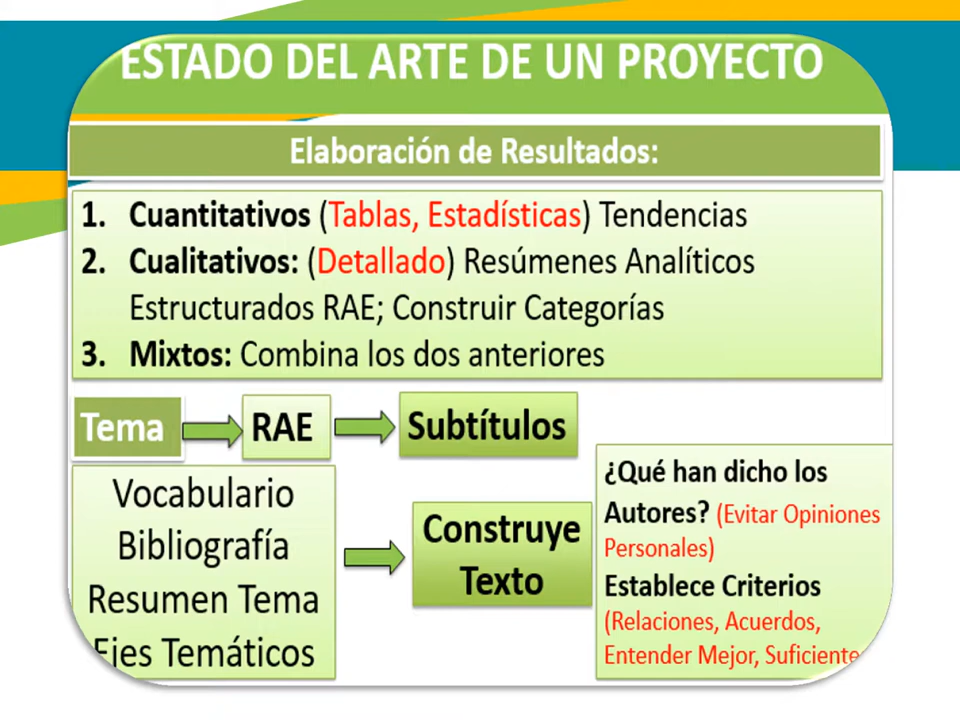 ESTADO DEL ARTE DE UN PROYECTO
Elaboración de Resultados:
1. Cuantitativos (Tablas, Estadísticas) Tendencias
2. Cualitativos: (Detallado) Resúmenes Analíticos
Estructurados RAE; Construir Categorías
3. Mixtos: Combina los dos anteriores
Tema
RAE
Subtítulos
Vocabulario
Bibliografía
Resumen Tema
Ejes Temáticos
Construye
Texto
¿Qué han dicho los
Autores? (Evitar Opiniones
Personales)
Establece Criterios
(Relaciones, Acuerdos,
Entender Mejor, Suficiente